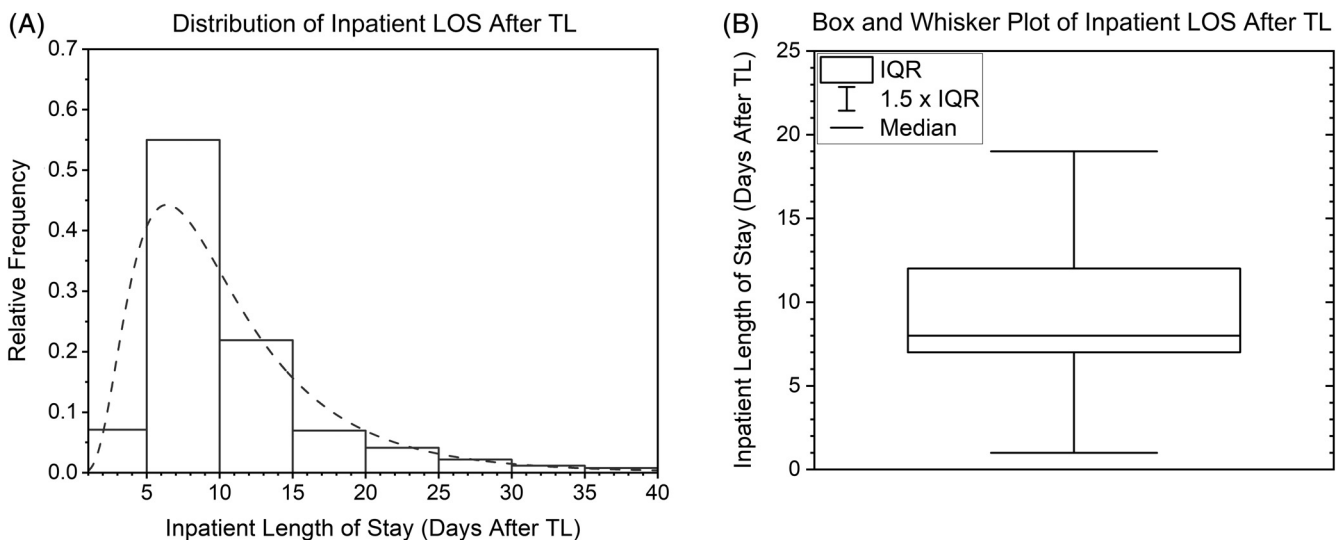 (A) Distribution of Inpatient LOS After TL
0.7
0.6
0.5
0.4
0.3
0.2
0.1
0.0
Relative Frequency
5 10 15 20 25 30 35 40
Inpatient Length of Stay (Days After TL)
(B) Box and Whisker Plot of Inpatient LOS After TL
25
20
15
10
5
0
Inpatient Length of Stay (Days After TL)
IQR
1.5 x IQR
Median